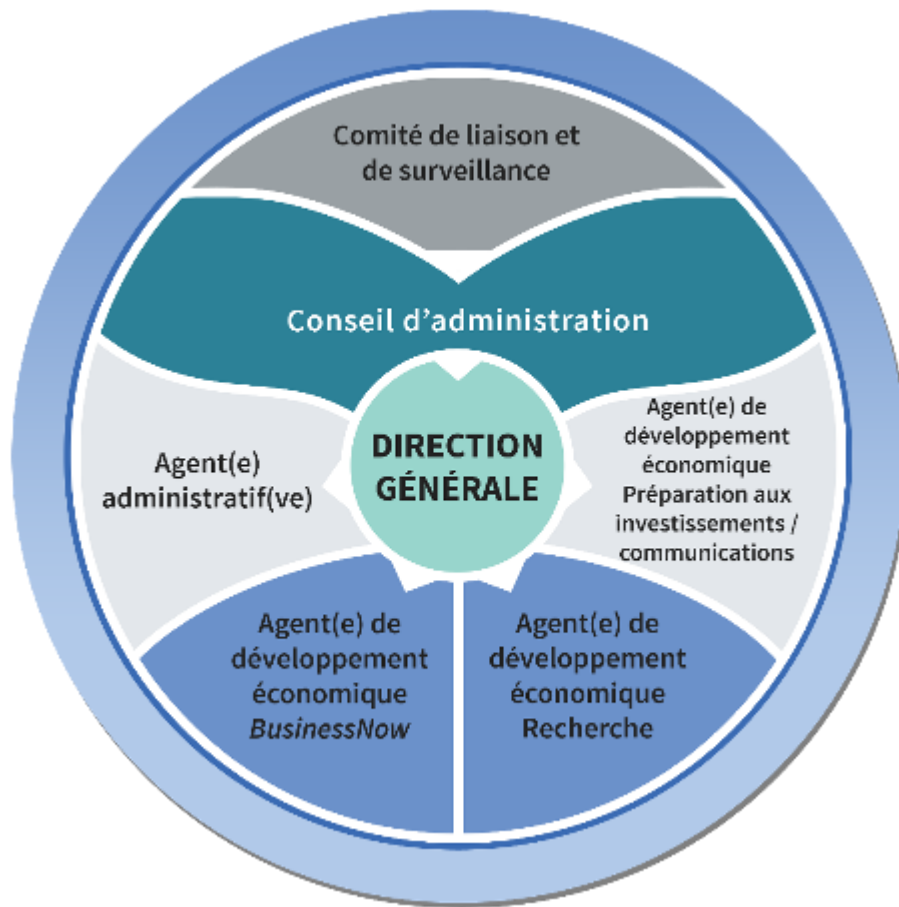 Comité de liaison et
de surveillance
Conseil d'administration
DIRECTION
GÉNÉRALE
Agent(e)
administratif(ve)
Agent(e) de
développement
économique
Préparation aux
investissements /
communications
Agent(e) de
développement
économique
BusinessNow
Agent(e) de
développement
économique
Recherche